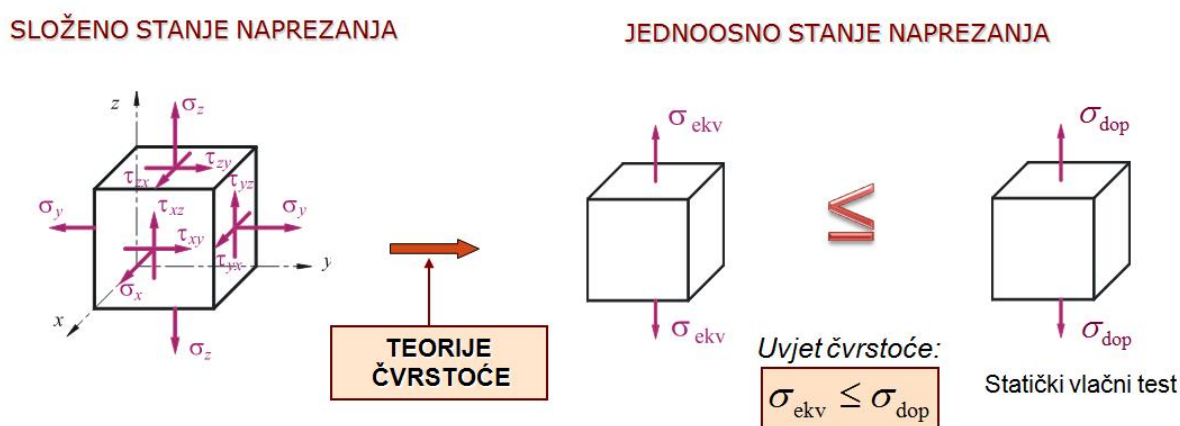 SLOŽENO STANJE NAPREZANJA
JEDNOOSNO STANJE NAPREZANJA
z
σz
τzy
τzx
τyz
σy
τxz
σy
τxy
τyx
y
σx
x
σz
TEORIJE
ČVRSTOĆE
σekv
σekv
≤
σdop
σdop
Uvjet čvrstoće:
σekv ≤ σdop
Statički vlačni test